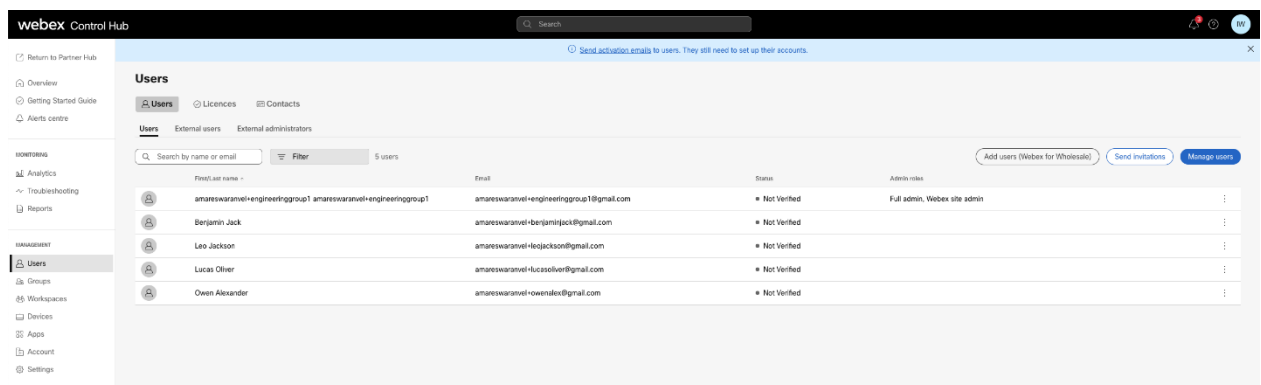 webex Control Hub
Search
IW
Return to Partner Hub
Overview
Getting Started Guide
Alerts centre
MONITORING
Analytics
Troubleshooting
Reports
MANAGEMENT
Users
Groups
Workspaces
Devices
Apps
Account
Settings
Send activation emails to users. They still need to set up their accounts.
Users
Users Licences Contacts
Users External users External administrators
Search by name or email Filter 5 users Add users (Webex for Wholesale) Send invitations Manage users
First/Last name Email Status Admin roles
amareswaranvel+engineeringgroup1 amareswaranvel+engineeringgroup1 amareswaranvel+engineeringgroup1@gmail.com Not Verified Full admin, Webex site admin
Benjamin Jack amareswaranvel+benjaminjack@gmail.com Not Verified
Leo Jackson amareswaranvel+leojackson@gmail.com Not Verified
Lucas Oliver amareswaranvel+lucasoliver@gmail.com Not Verified
Owen Alexander amareswaranvel+owenalex@gmail.com Not Verified